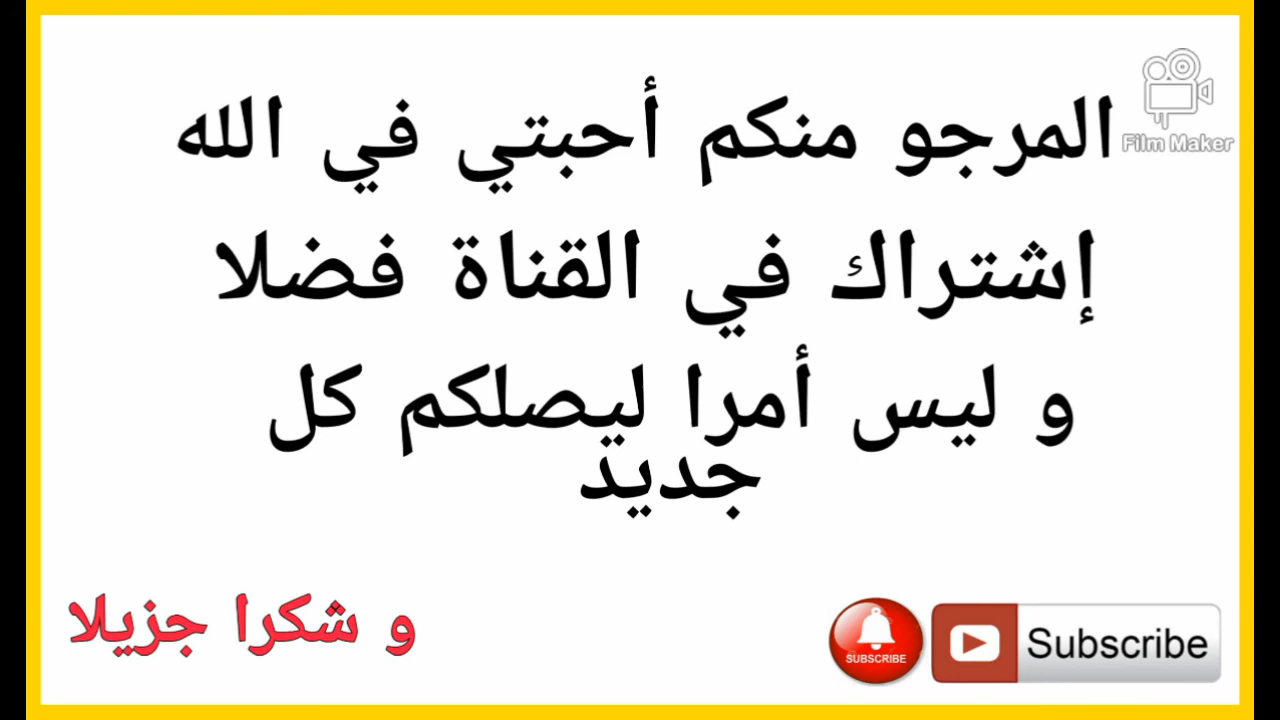 المرجو منكم أحبتي في الله
Film Maker
إشتراك في القناة فضلا
و ليس أمرا ليصلكم كل
جديد
و شكرا جزيلا
SUBSCRIBE
Subscribe